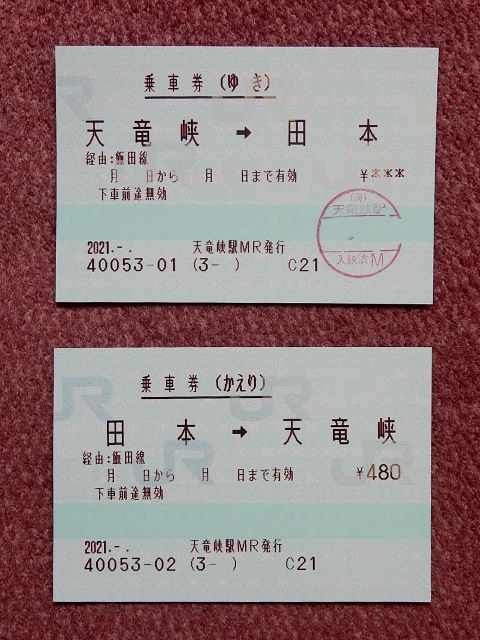 乗車券(ゆき)
天竜峡 → 田本
経由:飯田線
月 日から 月 日まで有効 ¥***
下車前途無効
(海)
天竜峡駅
入鋏済 M
2021.-. 天竜峡駅MR発行
40053-01 (3- ) C21
JR
乗車券(かえり)
田本 → 天竜峡
経由:飯田線
月 日から 月 日まで有効 ¥480
下車前途無効
2021.-. 天竜峡駅MR発行
40053-02 (3- ) C21